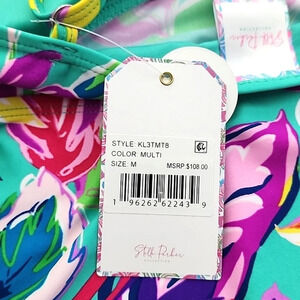 STYLE: KL3TMT8
COLOR: MULTI
SIZE: M
MSRP $108.00
1 96262 62243 9